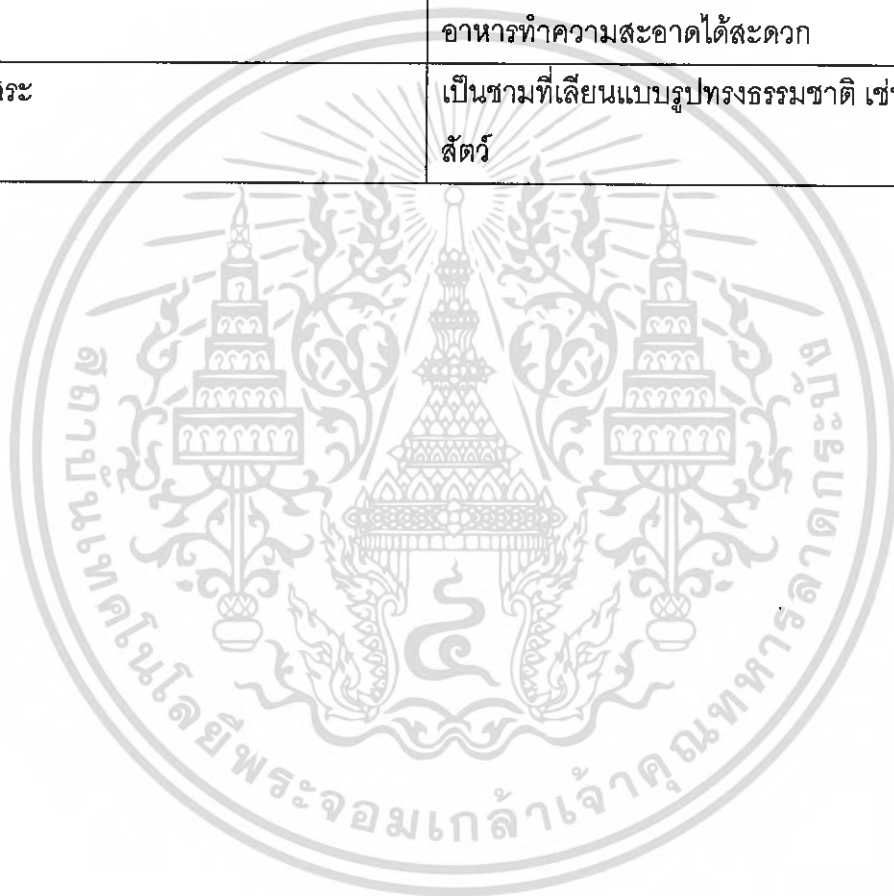 อาหารทำความสะอาดได้สะดวก
เป็นชามที่เลียนแบบรูปทรงธรรมชาติ
สัตว์
สถาบันเทคโนโลยีพระจอมเกล้าเจ้าคุณทหารลาดกระบัง